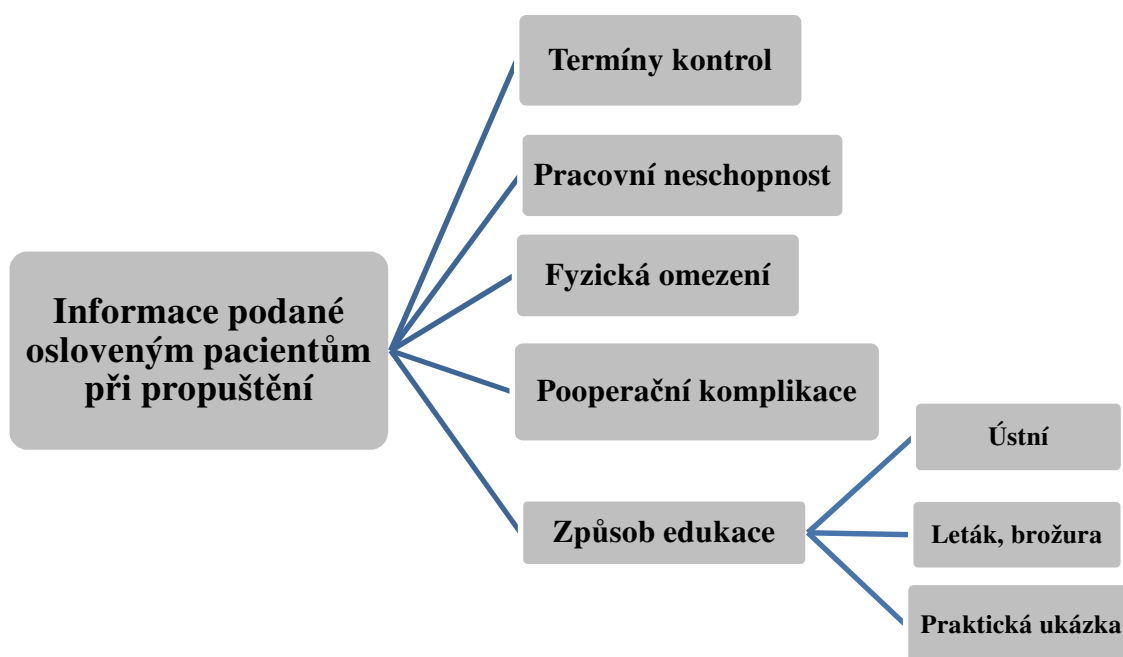 Informace podané
osloveným pacientům
při propuštění
Termíny kontrol
Pracovní neschopnost
Fyzická omezení
Pooperační komplikace
Způsob edukace
Ústní
Leták, brožura
Praktická ukázka